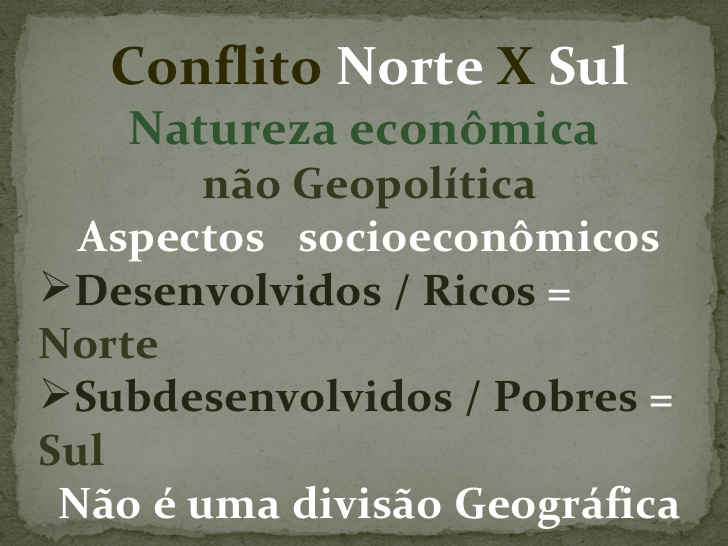 Conflito Norte X Sul
Natureza econômica
não Geopolítica
Aspectos socioeconômicos
➢Desenvolvidos / Ricos =
Norte
➢Subdesenvolvidos / Pobres =
Sul
Não é uma divisão Geográfica